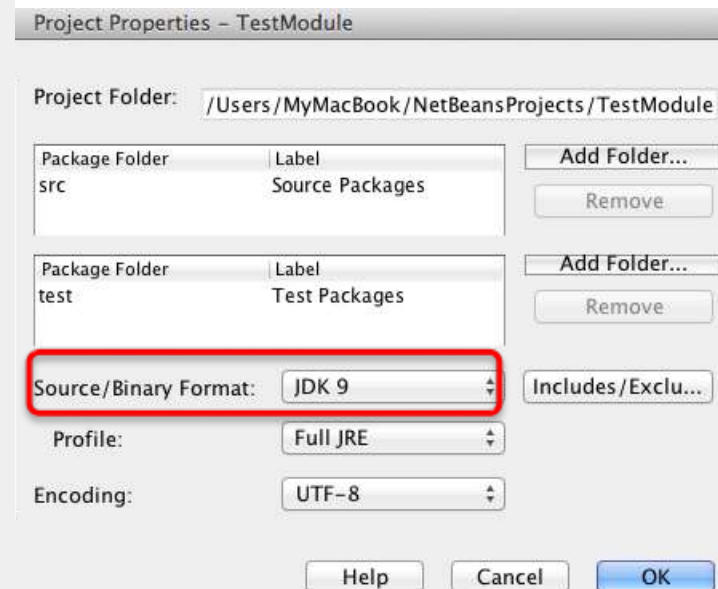 Project Properties – TestModule
Project Folder: /Users/MyMacBook/NetBeansProjects/TestModule
Package Folder Label Add Folder...
src Source Packages
Remove
Package Folder Label Add Folder...
test Test Packages
Remove
Source/Binary Format: JDK 9 Includes/Exclu...
Profile: Full JRE
Encoding: UTF-8
Help Cancel OK